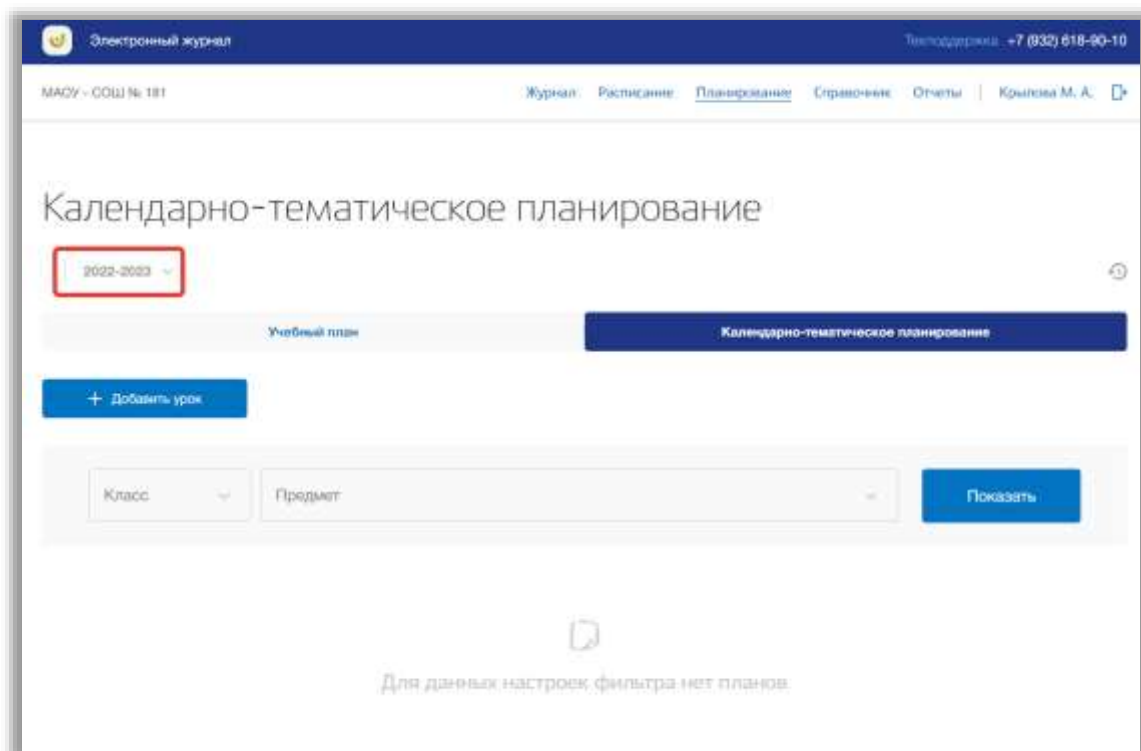 Электронный журнал Техподдержка +7 (932) 618-90-10
МАОУ - СОШ № 181 Журнал Расписание Планирование Справочник Отчеты | Крылова М. А.
Календарно-тематическое планирование
2022-2023
Учебный план Календарно-тематическое планирование
+ Добавить урок
Класс Предмет Показать
Для данных настроек фильтра нет планов